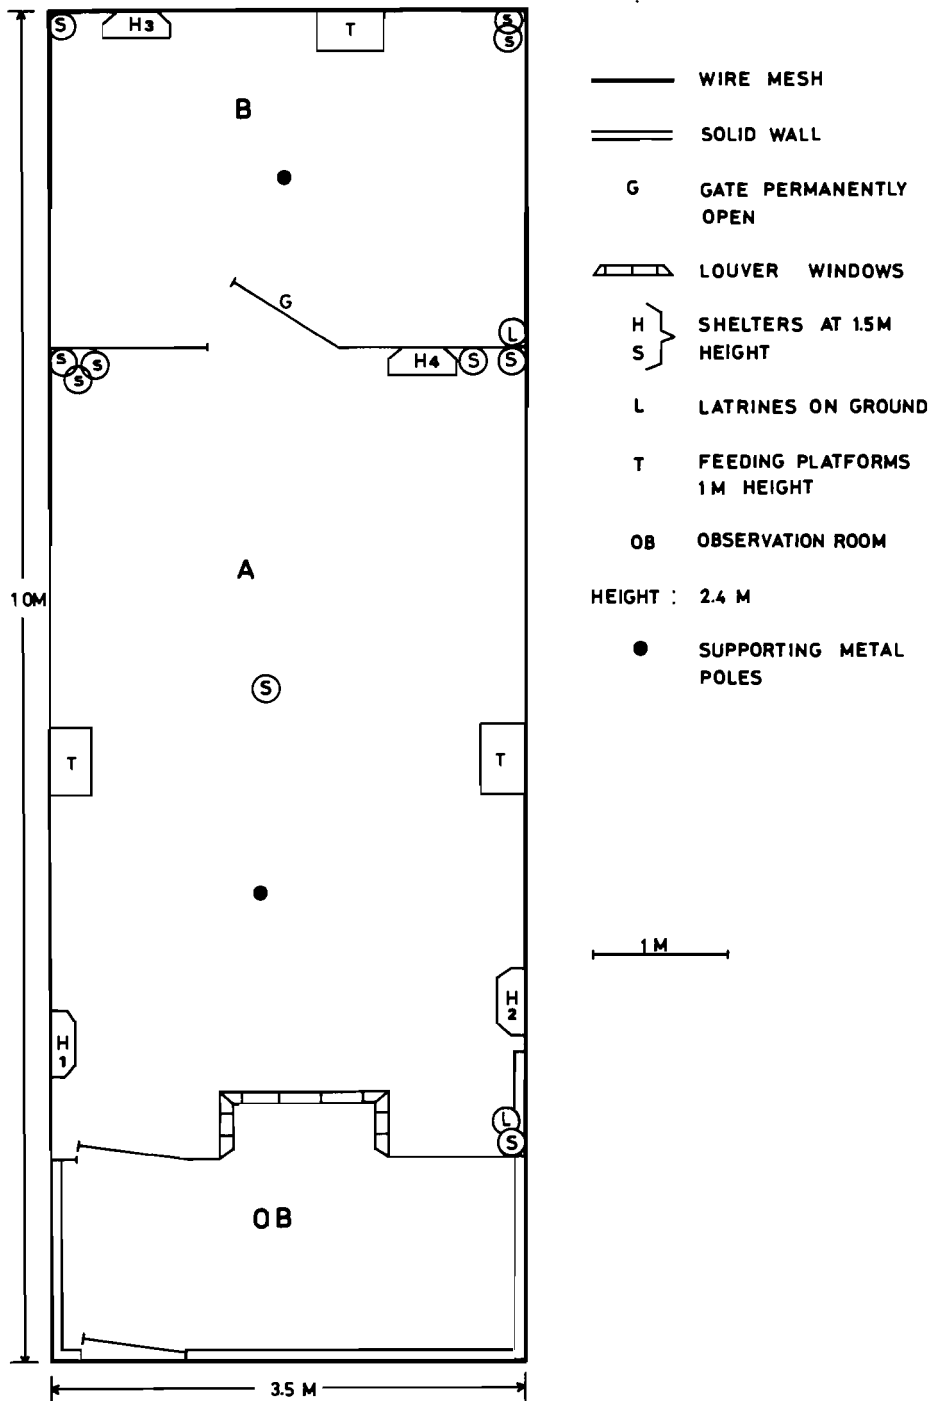 S H3 T S
S
B
G
L
S S S H4 S S
A
10M
S
T T
H
2
H
1
L
S
OB
3.5 M
WIRE MESH
SOLID WALL
G GATE PERMANENTLY
OPEN
LOUVER WINDOWS
H SHELTERS AT 1.5M
S HEIGHT
L LATRINES ON GROUND
T FEEDING PLATFORMS
1 M HEIGHT
OB OBSERVATION ROOM
HEIGHT : 2.4 M
SUPPORTING METAL
POLES
1 M